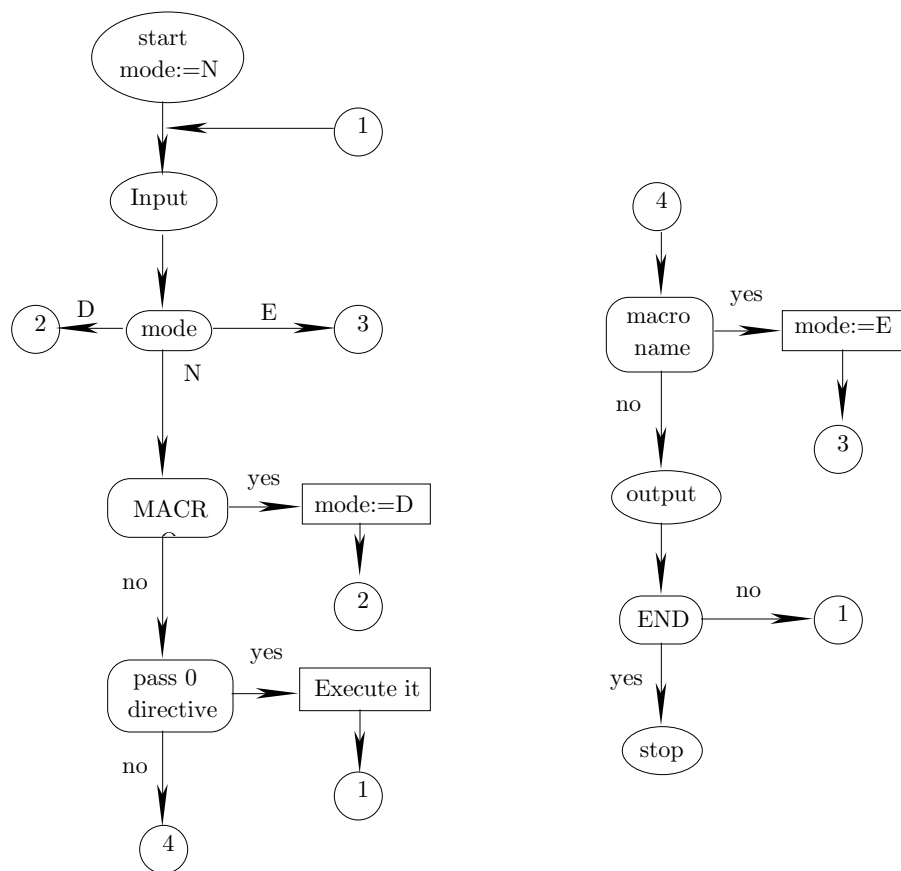 start
mode:=N
1
Input
D
E
2
mode
3
N
yes
MACR
mode:=D
no
2
yes
pass 0
directive
Execute it
no
1
4
4
yes
macro
name
mode:=E
no
3
output
no
END
1
yes
stop